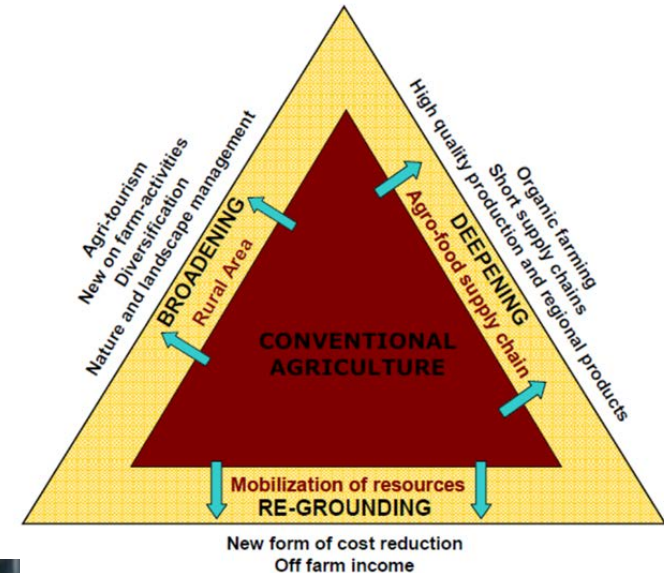 Agri-tourism
New on farm-activities
Diversification
Nature and landscape management
BROADENING
Rural Area
Organic farming
Short supply chains
High quality production and regional products
DEEPENING
Agro-food supply chain
CONVENTIONAL
AGRICULTURE
Mobilization of resources
RE-GROUNDING
New form of cost reduction
Off farm income